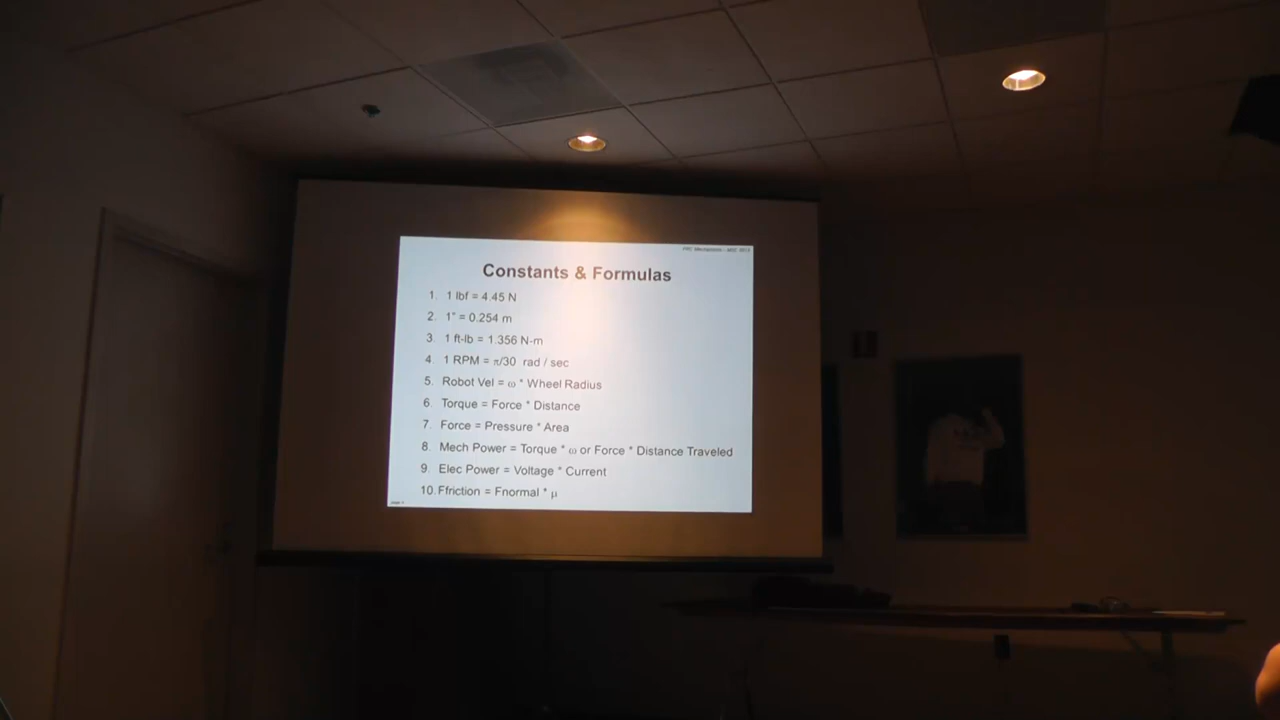 Constants & Formulas
1. 1 lbf = 4.45 N
2. 1" = 0.254 m
3. 1 ft-lb = 1.356 N-m
4. 1 RPM = π/30 rad / sec
5. Robot Vel = ω * Wheel Radius
6. Torque = Force * Distance
7. Force = Pressure * Area
8. Mech Power = Torque * ω or Force * Distance Traveled
9. Elec Power = Voltage * Current
10. Ffriction = Fnormal * μ